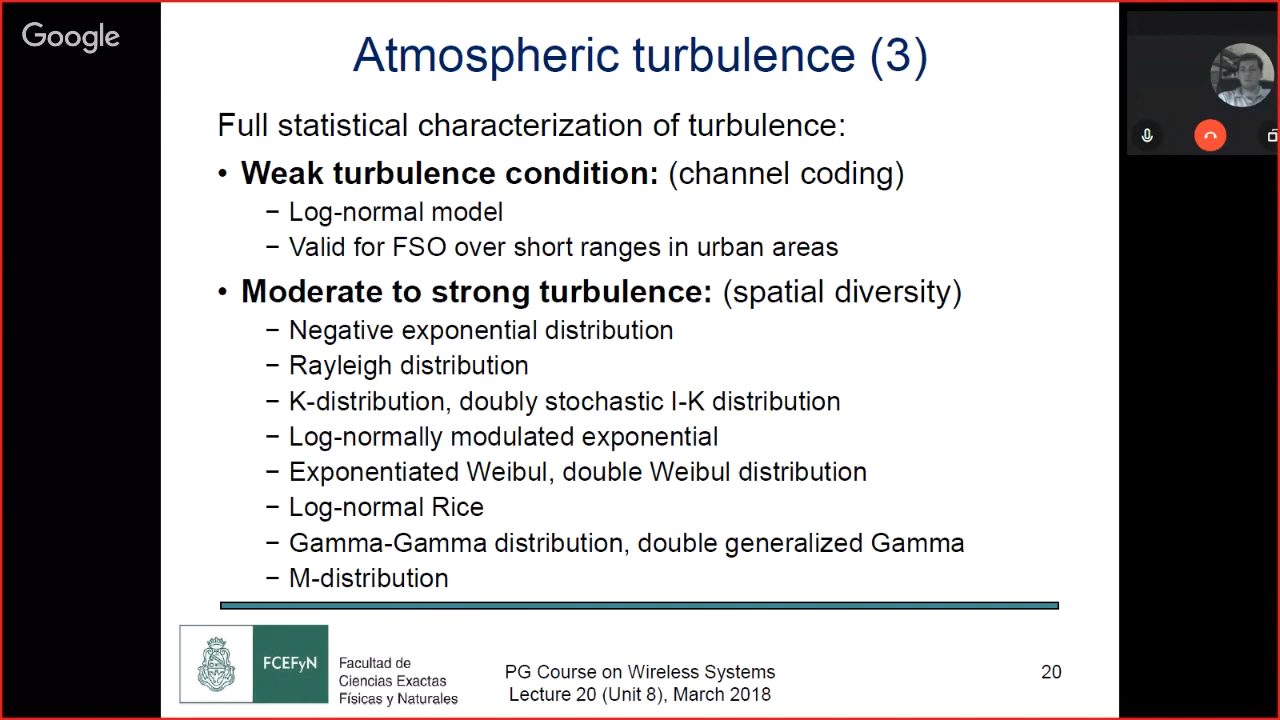 Google
Atmospheric turbulence (3)
Full statistical characterization of turbulence:
• Weak turbulence condition: (channel coding)
− Log-normal model
− Valid for FSO over short ranges in urban areas
• Moderate to strong turbulence: (spatial diversity)
− Negative exponential distribution
− Rayleigh distribution
− K-distribution, doubly stochastic I-K distribution
− Log-normally modulated exponential
− Exponentiated Weibul, double Weibul distribution
− Log-normal Rice
− Gamma-Gamma distribution, double generalized Gamma
− M-distribution
FCEFyN
Facultad de
Ciencias Exactas
Físicas y Naturales
PG Course on Wireless Systems
Lecture 20 (Unit 8), March 2018
20